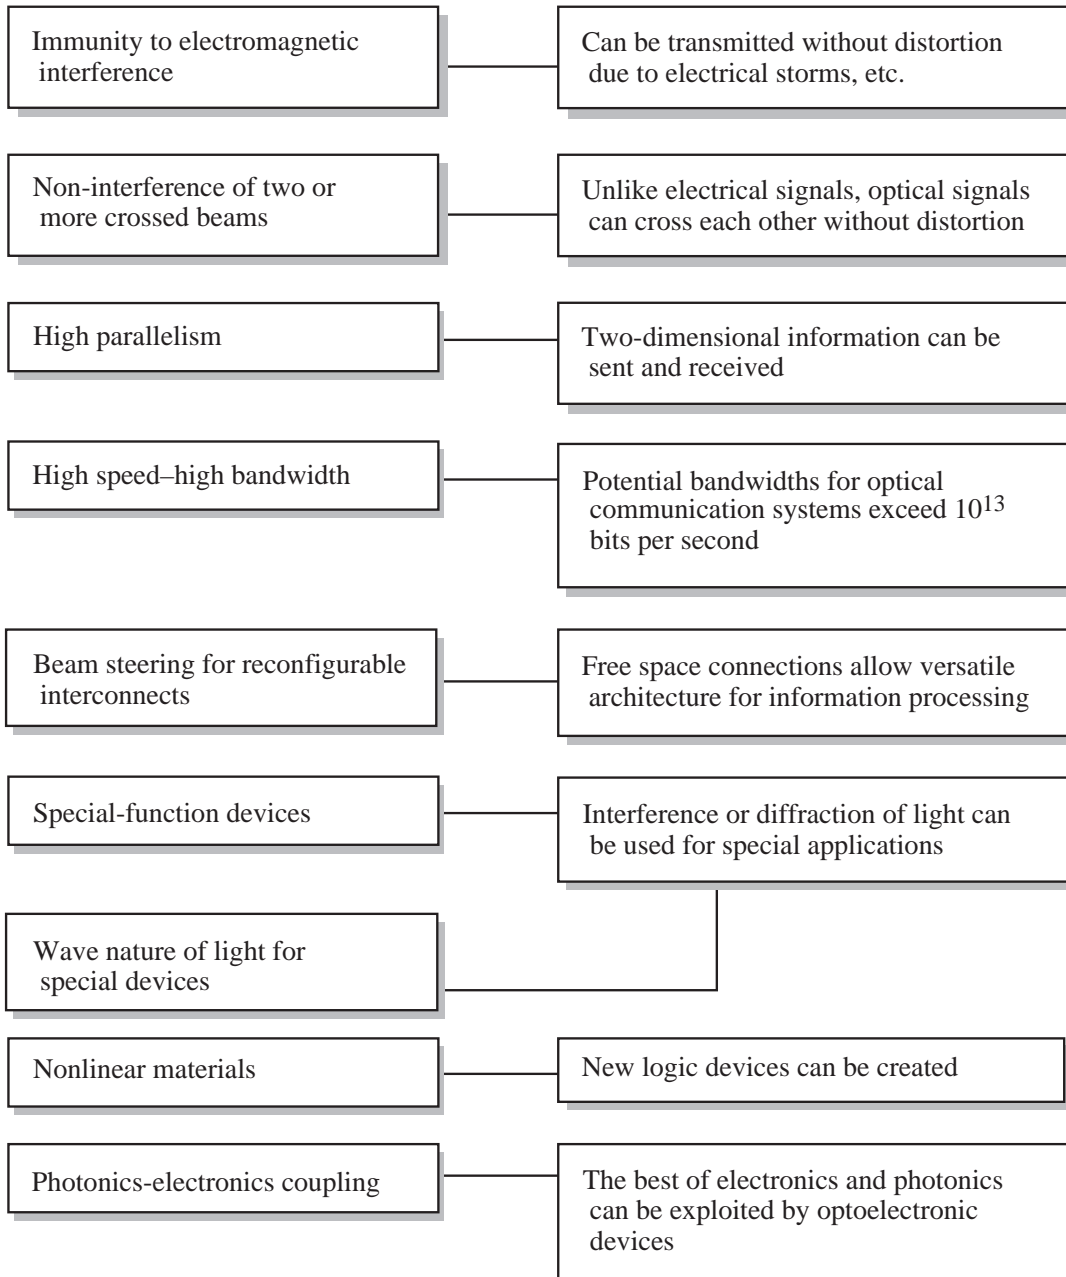 Immunity to electromagnetic
interference
Can be transmitted without distortion
due to electrical storms, etc.
Non-interference of two or
more crossed beams
Unlike electrical signals, optical signals
can cross each other without distortion
High parallelism
Two-dimensional information can be
sent and received
High speed–high bandwidth
Potential bandwidths for optical
communication systems exceed 10¹³
bits per second
Beam steering for reconfigurable
interconnects
Free space connections allow versatile
architecture for information processing
Special-function devices
Interference or diffraction of light can
be used for special applications
Wave nature of light for
special devices
Nonlinear materials
New logic devices can be created
Photonics-electronics coupling
The best of electronics and photonics
can be exploited by optoelectronic
devices